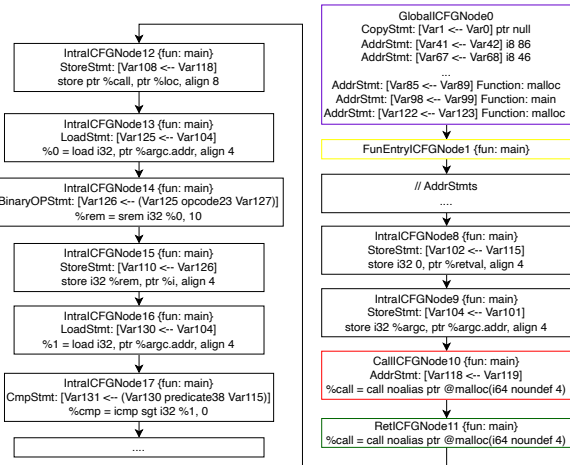 GlobalICFGNode0
CopyStmt: [Var1 <-- Var0] ptr null
AddrStmt: [Var41 <-- Var42] i8 86
AddrStmt: [Var67 <-- Var68] i8 46
...
AddrStmt: [Var85 <-- Var89] Function: malloc
AddrStmt: [Var98 <-- Var99] Function: main
AddrStmt: [Var122 <-- Var123] Function: malloc
FunEntryICFGNode1 {fun: main}
// AddrStmts
....
IntraICFGNode8 {fun: main}
StoreStmt: [Var102 <-- Var115]
store i32 0, ptr %retval, align 4
IntraICFGNode9 {fun: main}
StoreStmt: [Var104 <-- Var101]
store i32 %argc, ptr %argc.addr, align 4
CallICFGNode10 {fun: main}
AddrStmt: [Var118 <-- Var119]
%call = call noalias ptr @malloc(i64 noundef 4)
RetICFGNode11 {fun: main}
%call = call noalias ptr @malloc(i64 noundef 4)
IntraICFGNode12 {fun: main}
StoreStmt: [Var108 <-- Var118]
store ptr %call, ptr %loc, align 8
IntraICFGNode13 {fun: main}
LoadStmt: [Var125 <-- Var104]
%0 = load i32, ptr %argc.addr, align 4
IntraICFGNode14 {fun: main}
BinaryOPStmt: [Var126 <-- (Var125 opcode23 Var127)]
%rem = srem i32 %0, 10
IntraICFGNode15 {fun: main}
StoreStmt: [Var110 <-- Var126]
store i32 %rem, ptr %i, align 4
IntraICFGNode16 {fun: main}
LoadStmt: [Var130 <-- Var104]
%1 = load i32, ptr %argc.addr, align 4
IntraICFGNode17 {fun: main}
CmpStmt: [Var131 <-- (Var130 predicate38 Var115)]
%cmp = icmp sgt i32 %1, 0
....